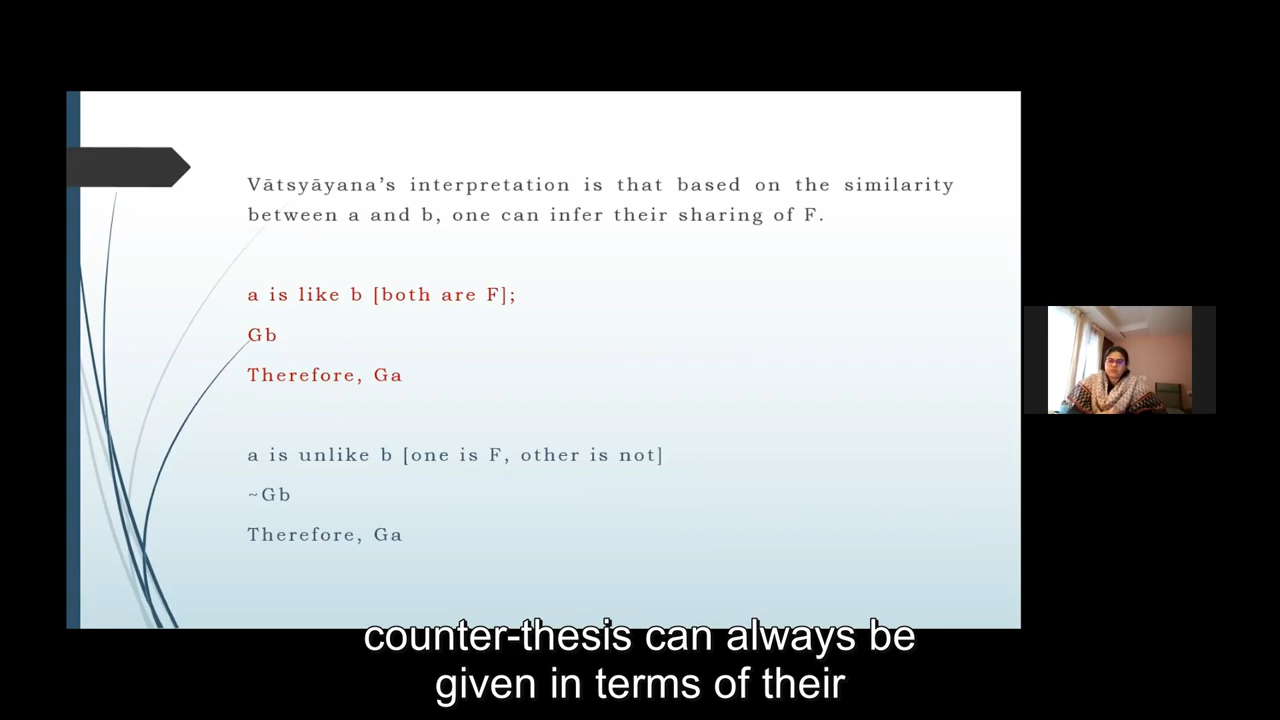 Vātsyāyana’s interpretation is that based on the similarity
between a and b, one can infer their sharing of F.
a is like b [both are F];
Gb
Therefore, Ga
a is unlike b [one is F, other is not]
~Gb
Therefore, Ga
counter-thesis can always be
given in terms of their